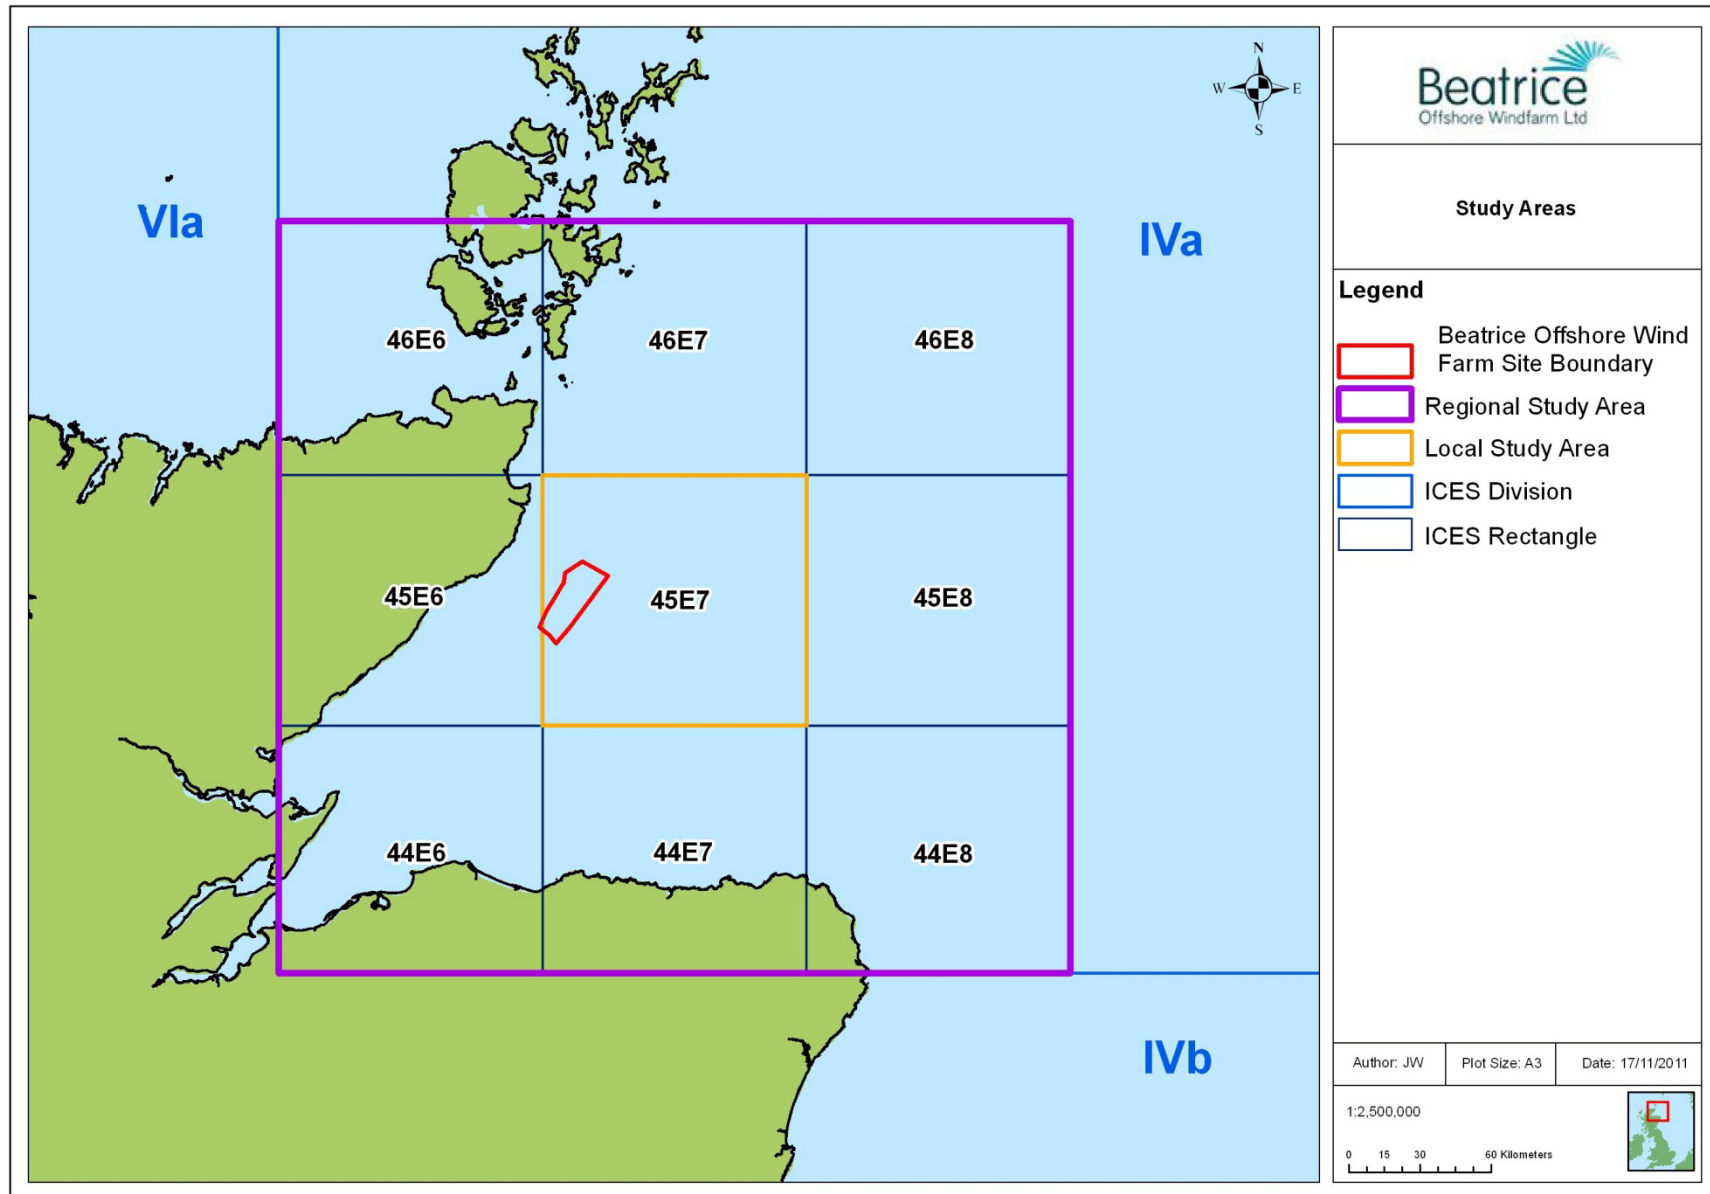 N
W E
S
VIa
IVa
46E6
46E7
46E8
45E6
45E7
45E8
44E6
44E7
44E8
IVb
Beatrice
Offshore Windfarm Ltd
Study Areas
Legend
Beatrice Offshore Wind
Farm Site Boundary
Regional Study Area
Local Study Area
ICES Division
ICES Rectangle
Author: JW
Plot Size: A3
Date: 17/11/2011
1:2,500,000
0 15 30 60 Kilometers